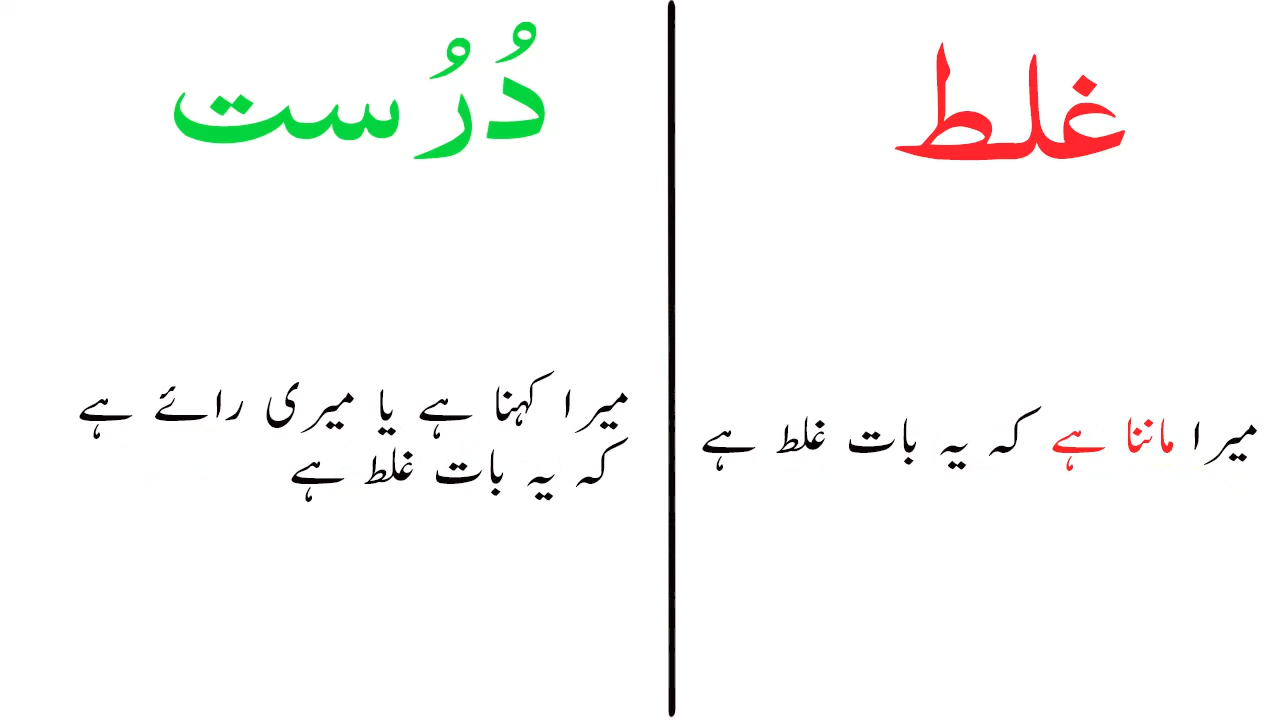 غلط
میرا ماننا ہے کہ یہ بات غلط ہے
دُرُست
میرا کہنا ہے یا میری رائے ہے
کہ یہ بات غلط ہے